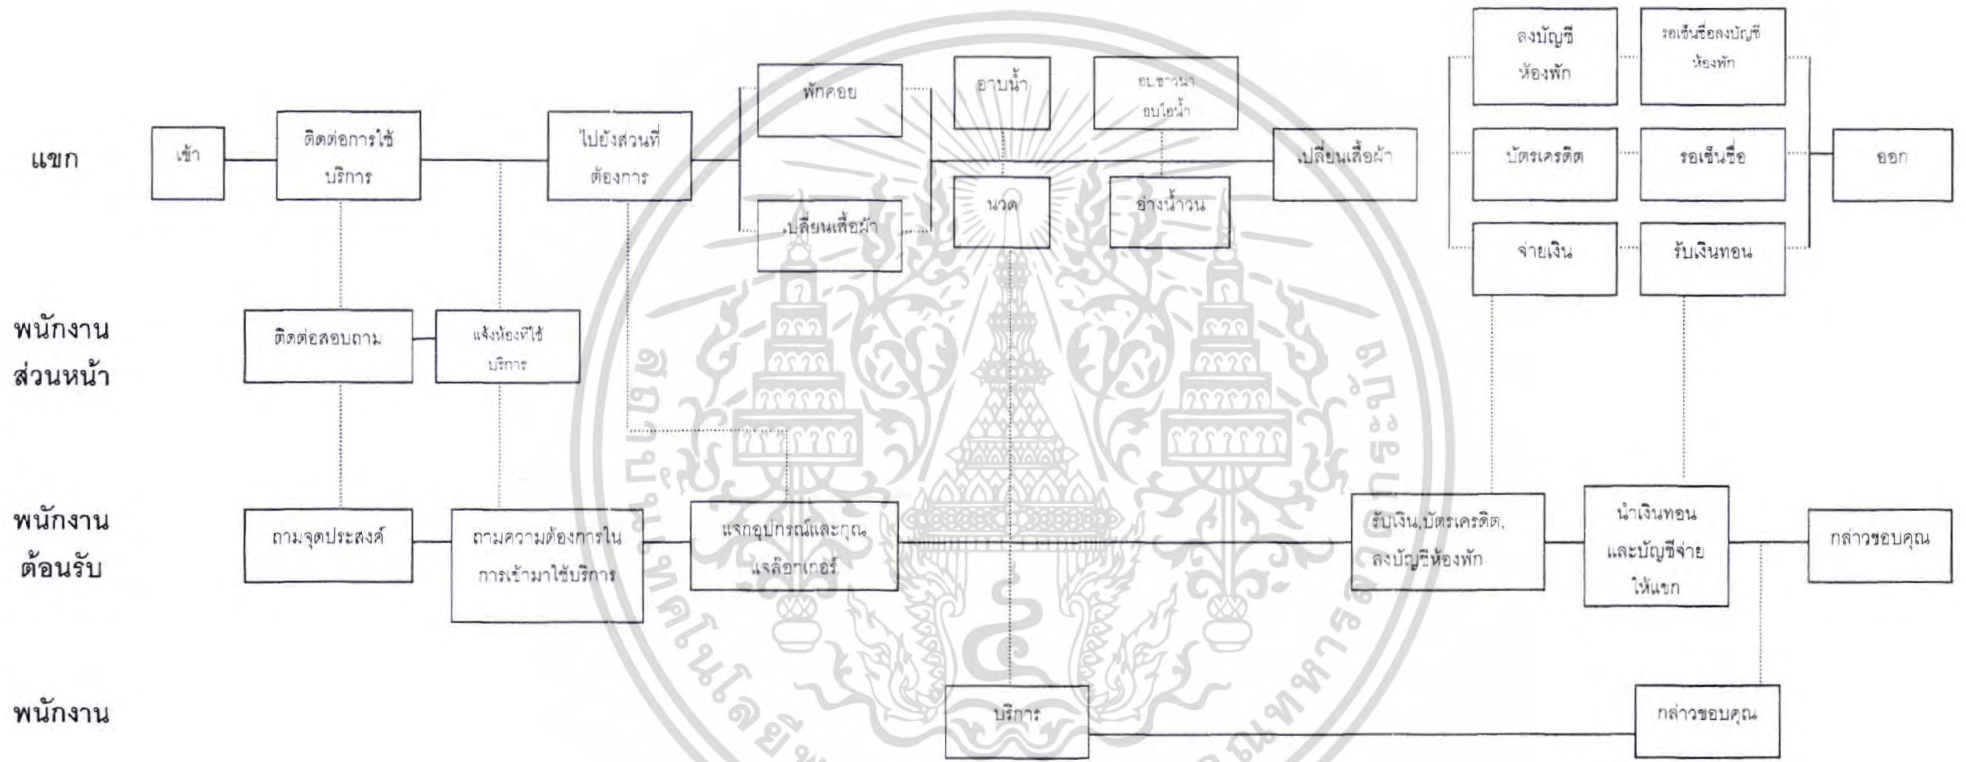 แขก
เข้า
ติดต่อการใช้
บริการ
ไปยังส่วนที่
ต้องการ
พักคอย
เปลี่ยนเสื้อผ้า
อาบน้ำ
นวด
อบซาวน่า
อบไอน้ำ
อ่างน้ำวน
เปลี่ยนเสื้อผ้า
ลงบัญชี
ห้องพัก
รอเซ็นชื่อลงบัญชี
ห้องพัก
บัตรเครดิต
รอเซ็นชื่อ
จ่ายเงิน
รับเงินทอน
ออก
พนักงาน
ส่วนหน้า
ติดต่อสอบถาม
แจ้งห้องที่ใช้
บริการ
พนักงาน
ต้อนรับ
ถามจุดประสงค์
ถามความต้องการใน
การเข้ามาใช้บริการ
แจกอุปกรณ์และกุณ
แจล็อกเกอร์
รับเงิน,บัตรเครดิต,
ลงบัญชีห้องพัก
นำเงินทอน
และบัญชีจ่าย
ให้แขก
กล่าวขอบคุณ
พนักงาน
บริการ
กล่าวขอบคุณ